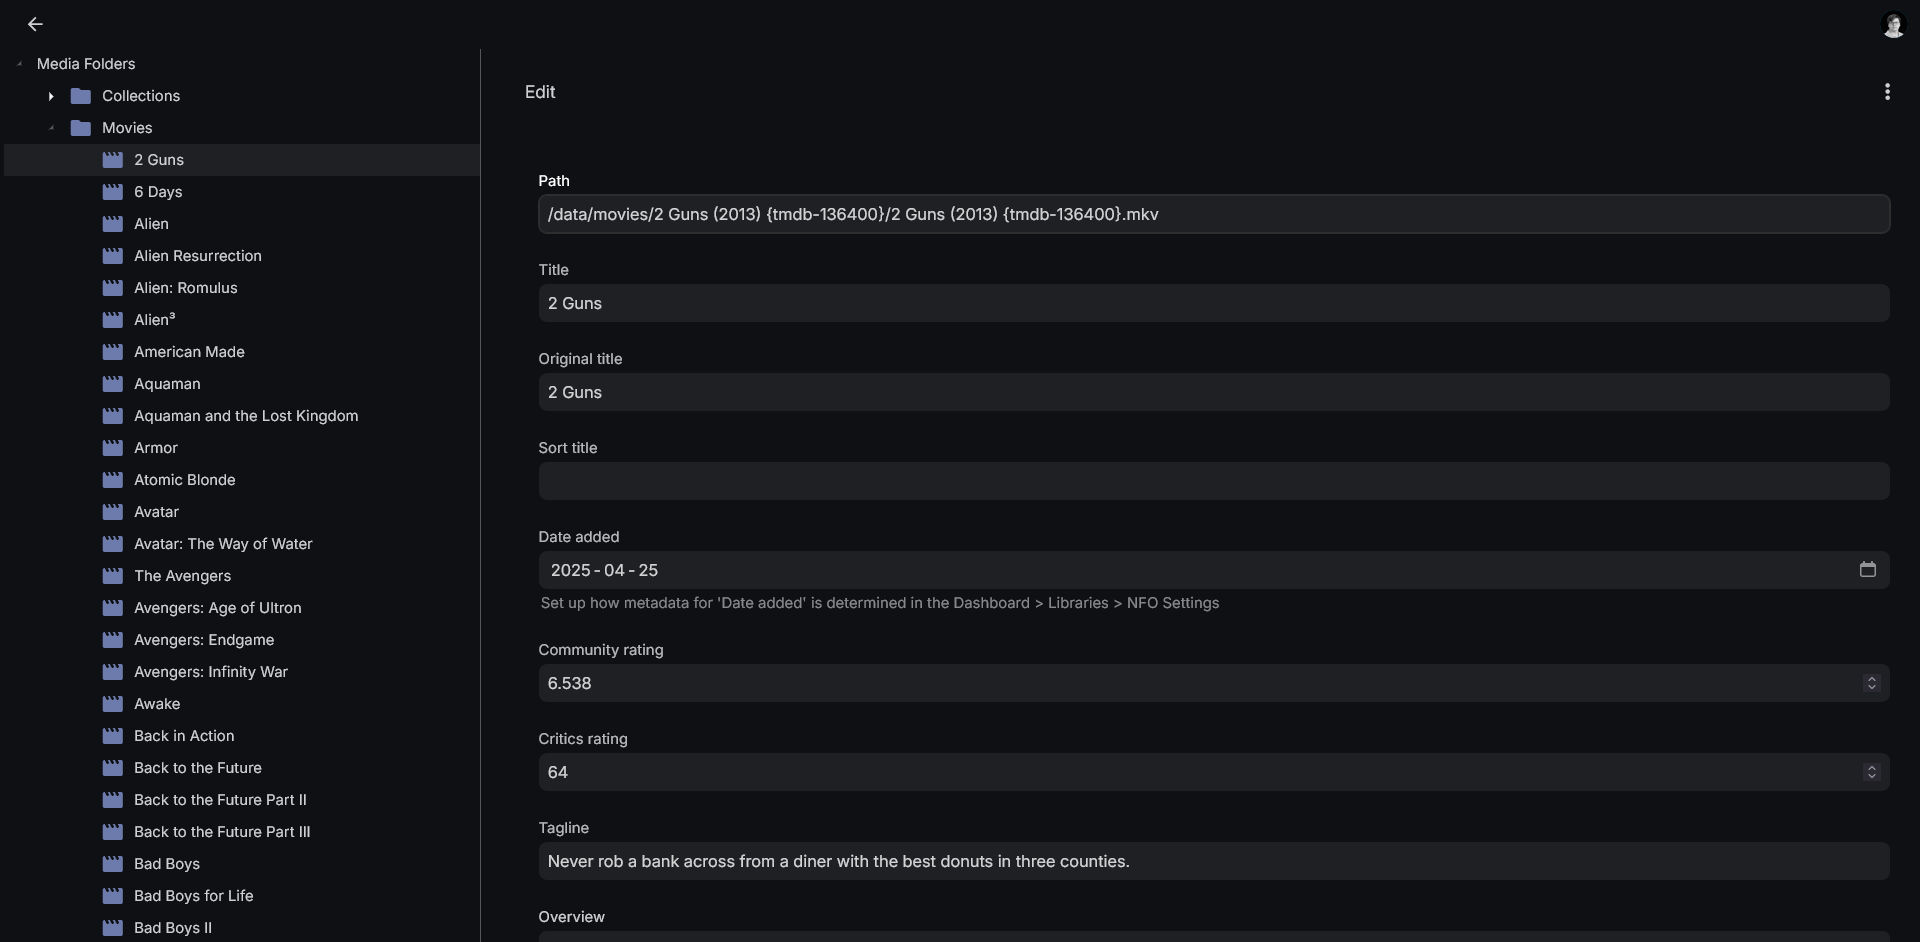 Media Folders
Collections
Movies
2 Guns
6 Days
Alien
Alien Resurrection
Alien: Romulus
Alien³
American Made
Aquaman
Aquaman and the Lost Kingdom
Armor
Atomic Blonde
Avatar
Avatar: The Way of Water
The Avengers
Avengers: Age of Ultron
Avengers: Endgame
Avengers: Infinity War
Awake
Back in Action
Back to the Future
Back to the Future Part II
Back to the Future Part III
Bad Boys
Bad Boys for Life
Bad Boys II
Edit
Path
/data/movies/2 Guns (2013) {tmdb-136400}/2 Guns (2013) {tmdb-136400}.mkv
Title
2 Guns
Original title
2 Guns
Sort title
Date added
2025-04-25
Set up how metadata for 'Date added' is determined in the Dashboard > Libraries > NFO Settings
Community rating
6.538
Critics rating
64
Tagline
Never rob a bank across from a diner with the best donuts in three counties.
Overview